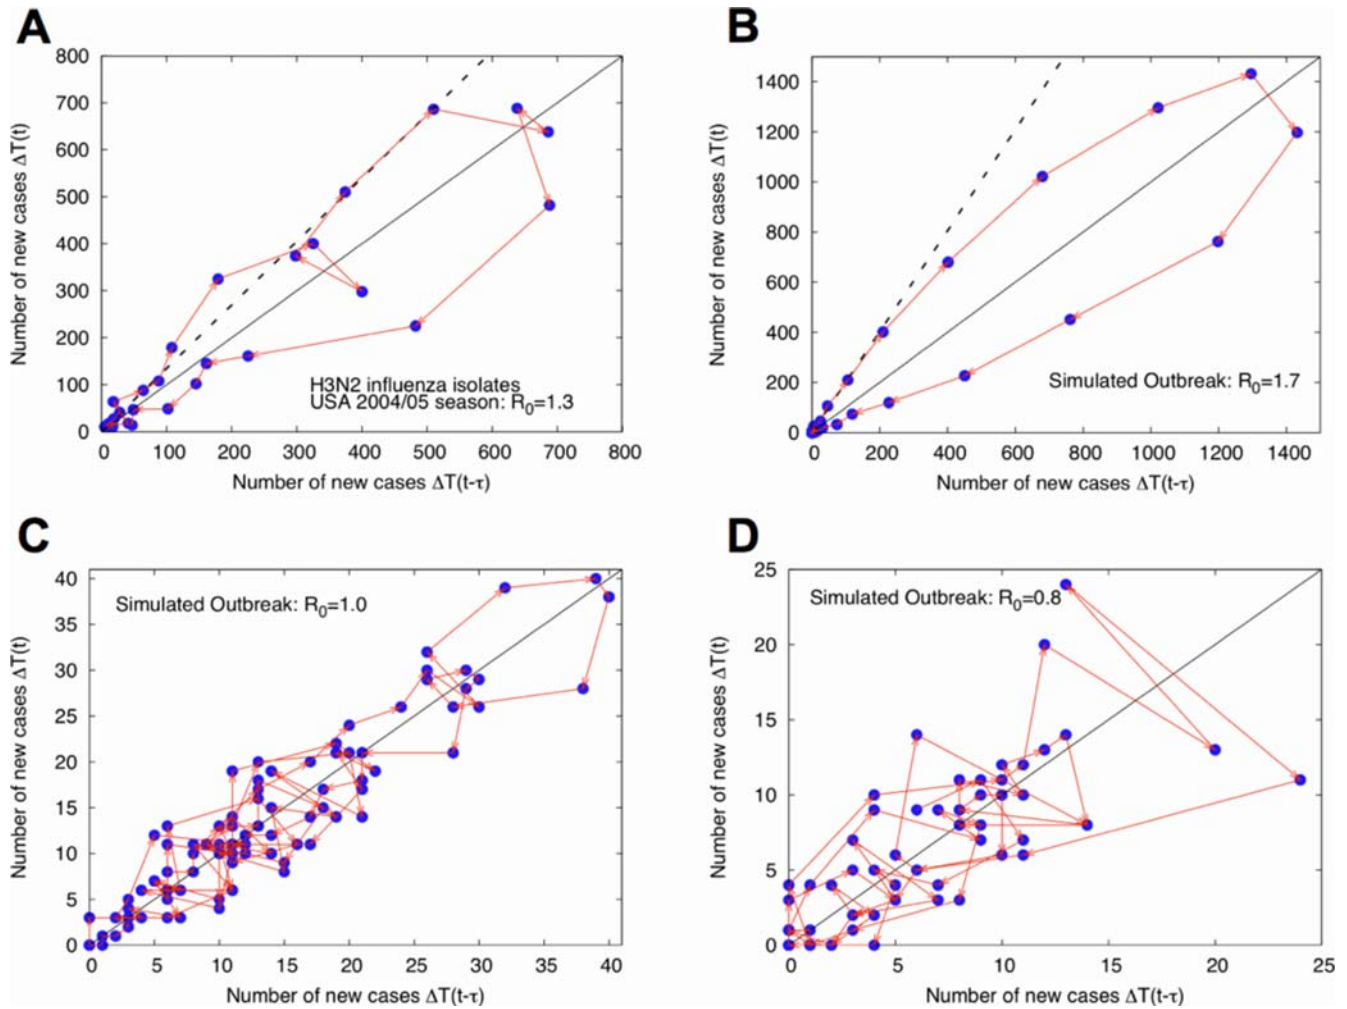 A
800
700
600
500
400
300
200
100
0
0 100 200 300 400 500 600 700 800
Number of new cases ΔT(t)
Number of new cases ΔT(t-τ)
H3N2 influenza isolates
USA 2004/05 season: R0=1.3
B
1400
1200
1000
800
600
400
200
0
0 200 400 600 800 1000 1200 1400
Number of new cases ΔT(t)
Number of new cases ΔT(t-τ)
Simulated Outbreak: R0=1.7
C
40
35
30
25
20
15
10
5
0
0 5 10 15 20 25 30 35 40
Number of new cases ΔT(t)
Number of new cases ΔT(t-τ)
Simulated Outbreak: R0=1.0
D
25
20
15
10
5
0
0 5 10 15 20 25
Number of new cases ΔT(t)
Number of new cases ΔT(t-τ)
Simulated Outbreak: R0=0.8